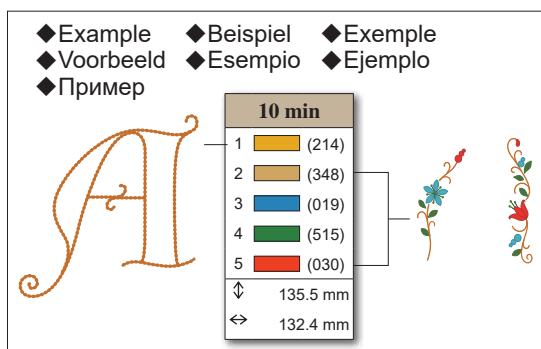 ◆Example ◆Beispiel ◆Exemple
◆Voorbeeld ◆Esempio ◆Ejemplo
◆Пример
10 min
1 (214)
2 (348)
3 (019)
4 (515)
5 (030)
135.5 mm
132.4 mm
A